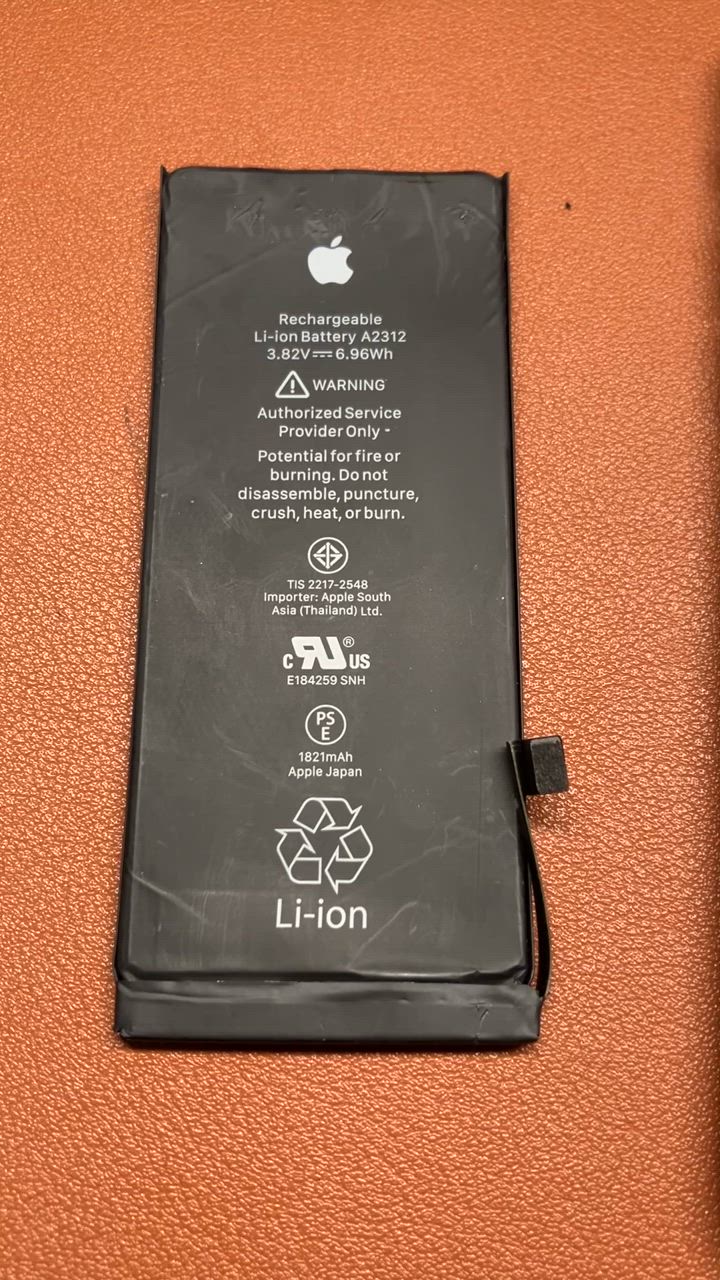 Rechargeable
Li-ion Battery A2312
3.82V⎓6.96Wh
WARNING
Authorized Service
Provider Only
Potential for fire or
burning. Do not
disassemble, puncture,
crush, heat, or burn.
TIS 2217-2548
Importer: Apple South
Asia (Thailand) Ltd.
c RU® US
E184259 SNH
PS
E
1821mAh
Apple Japan
Li-ion